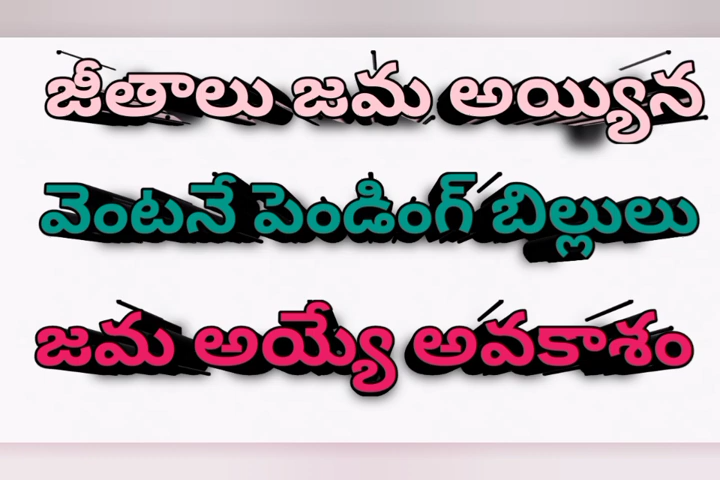 జీతాలు జమ అయ్యిన
వెంటనే పెండింగ్ బిల్లులు
జమ అయ్యే అవకాశం